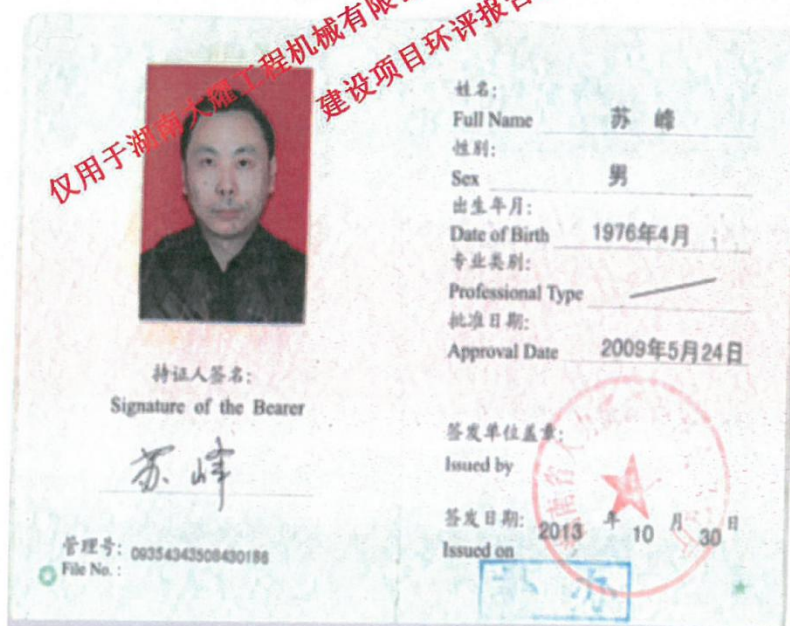 仅用于湖南大耀工程机械有限
建设项目环评报告
持证人签名:
Signature of the Bearer
苏峰
管理号: 09354343508430186
File No. :
姓名:
Full Name 苏 峰
性别:
Sex 男
出生年月:
Date of Birth 1976年4月
专业类别:
Professional Type
批准日期:
Approval Date 2009年5月24日
签发单位盖章:
Issued by
签发日期: 2013 年 10 月 30 日
Issued on